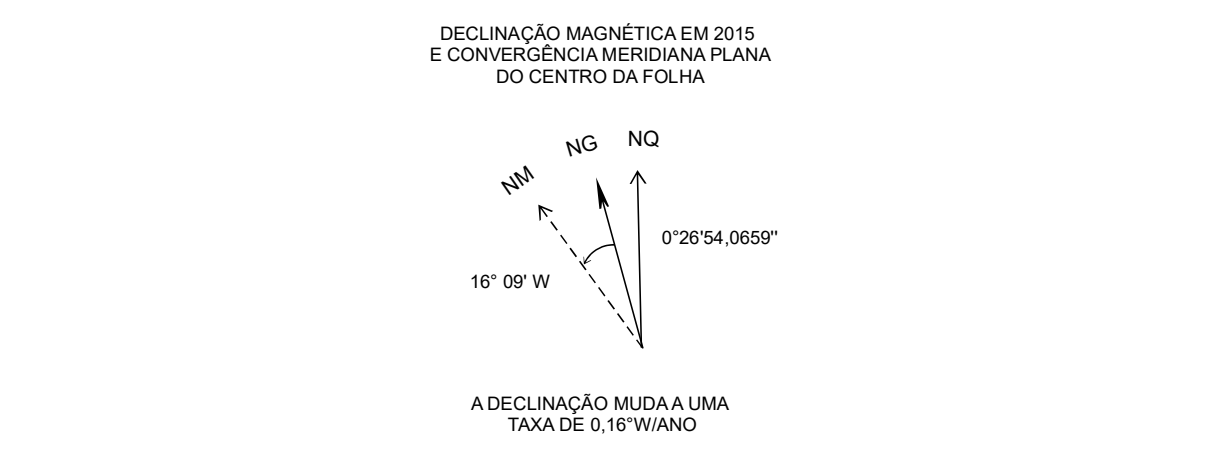 DECLINAÇÃO MAGNÉTICA EM 2015
E CONVERGÊNCIA MERIDIANA PLANA
DO CENTRO DA FOLHA
NM
NG
NQ
0°26'54,0659"
16° 09' W
A DECLINAÇÃO MUDA A UMA
TAXA DE 0,16°W/ANO